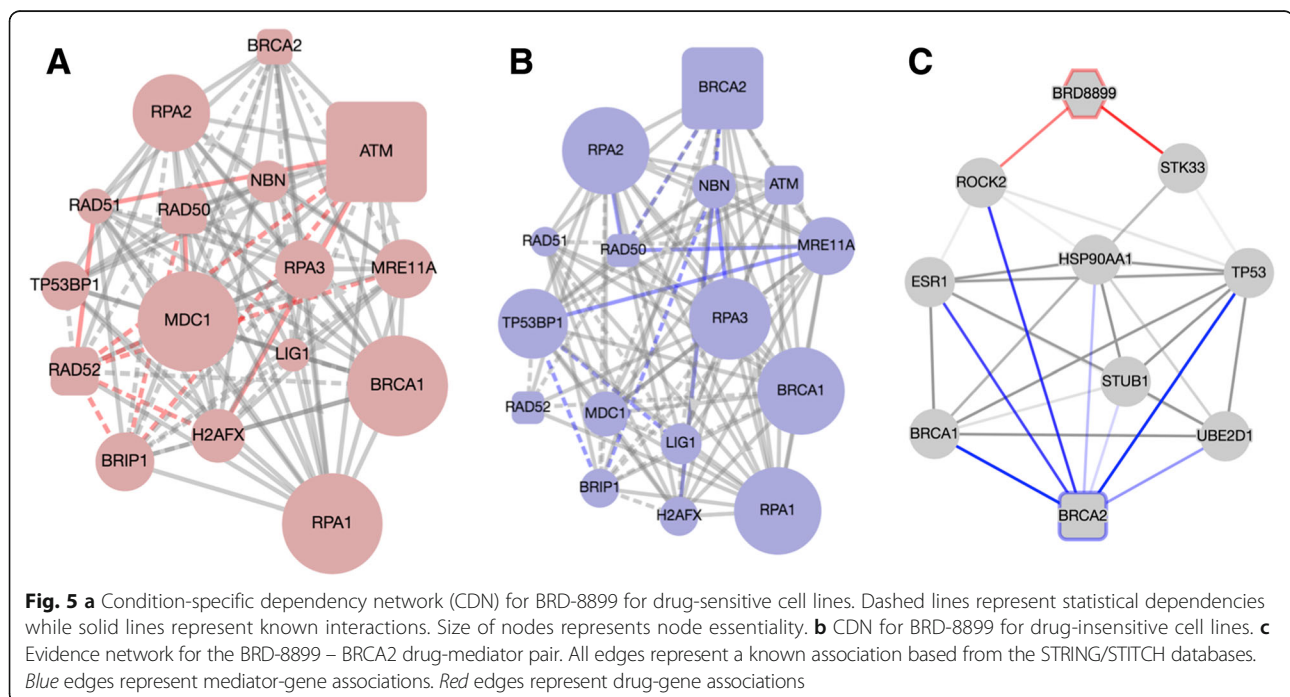 A
BRCA2
RPA2
ATM
NBN
RAD51
RAD50
RPA3
MRE11A
TP53BP1
MDC1
LIG1
RAD52
BRCA1
H2AFX
BRIP1
RPA1
B
BRCA2
RPA2
NBN
ATM
RAD51
RAD50
MRE11A
TP53BP1
RPA3
BRCA1
RAD52
MDC1
LIG1
BRIP1
H2AFX
RPA1
C
BRD8899
STK33
ROCK2
HSP90AA1
ESR1
TP53
STUB1
BRCA1
UBE2D1
BRCA2
Fig. 5 a Condition-specific dependency network (CDN) for BRD-8899 for drug-sensitive cell lines. Dashed lines represent statistical dependencies
while solid lines represent known interactions. Size of nodes represents node essentiality. b CDN for BRD-8899 for drug-insensitive cell lines. c
Evidence network for the BRD-8899 – BRCA2 drug-mediator pair. All edges represent a known association based from the STRING/STITCH databases.
Blue edges represent mediator-gene associations. Red edges represent drug-gene associations